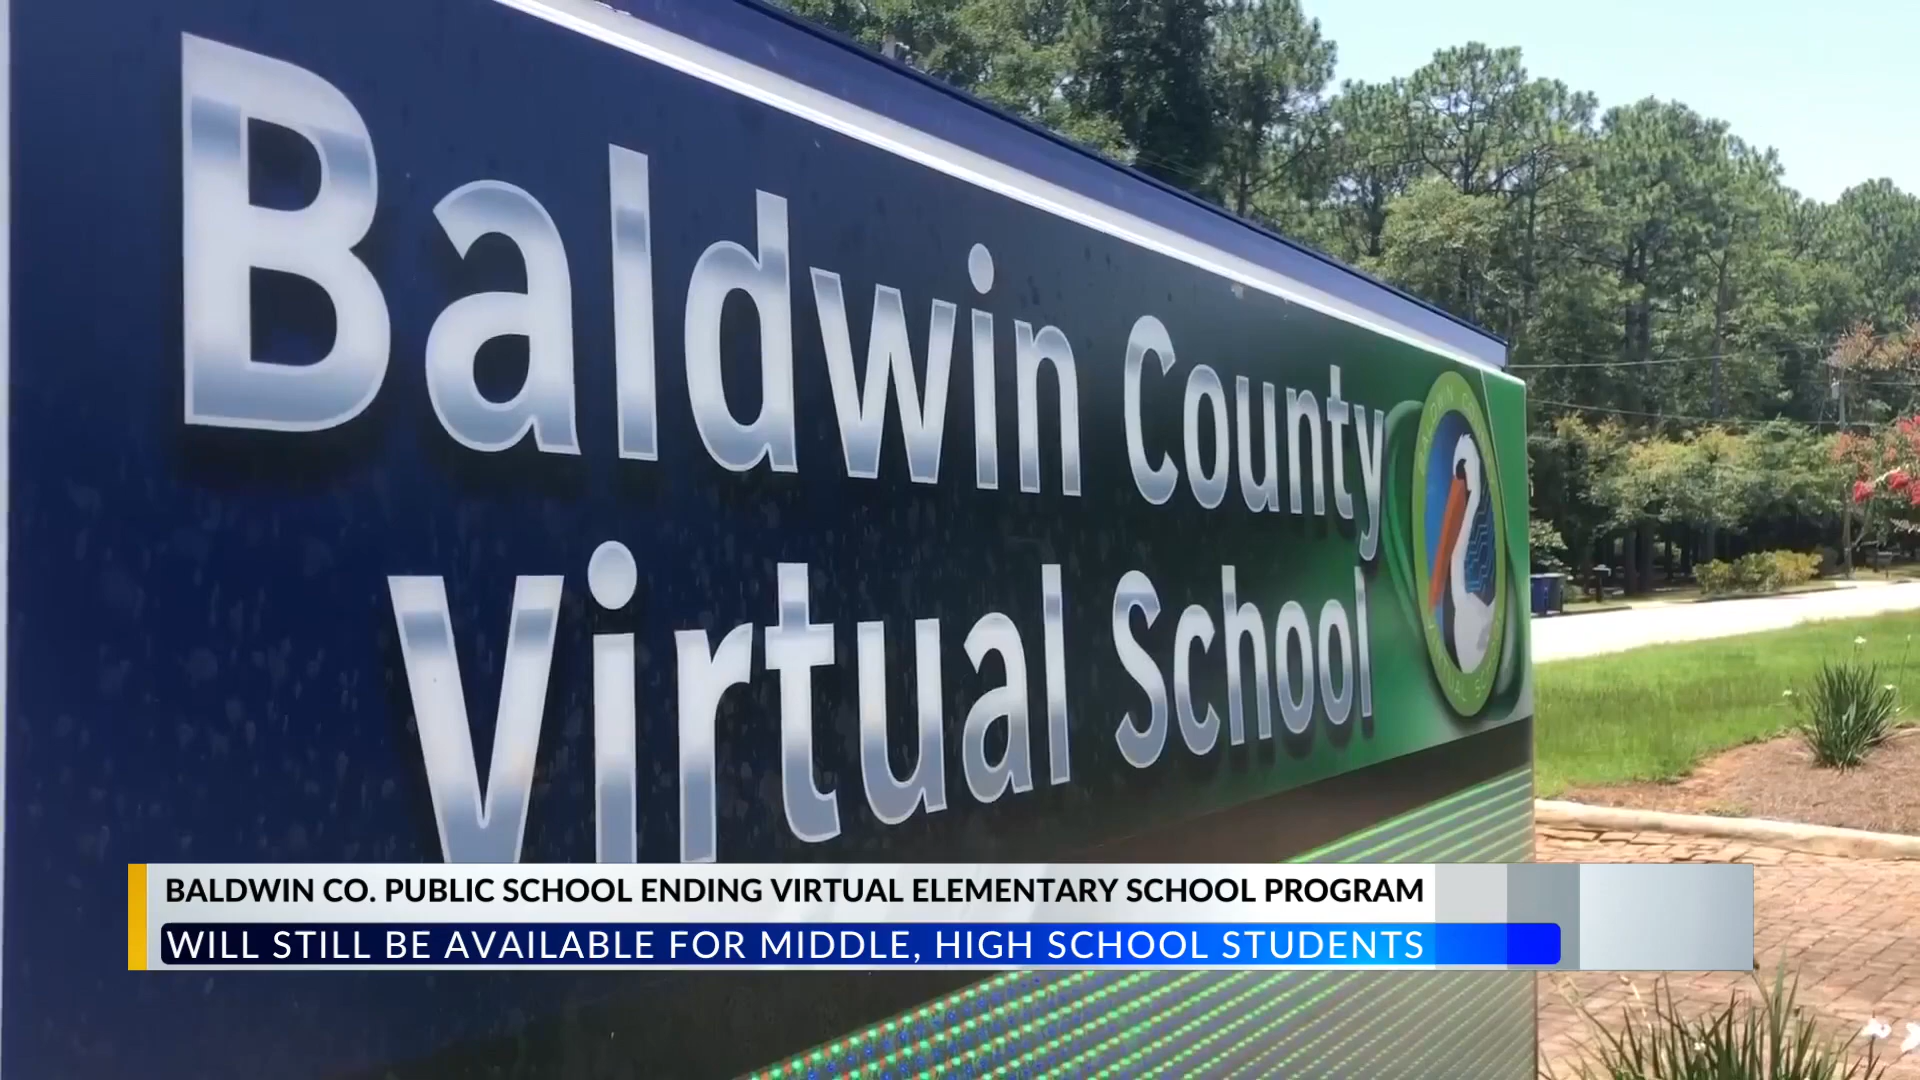 Baldwin County
Virtual School
BALDWIN CO. PUBLIC SCHOOL ENDING VIRTUAL ELEMENTARY SCHOOL PROGRAM
WILL STILL BE AVAILABLE FOR MIDDLE, HIGH SCHOOL STUDENTS